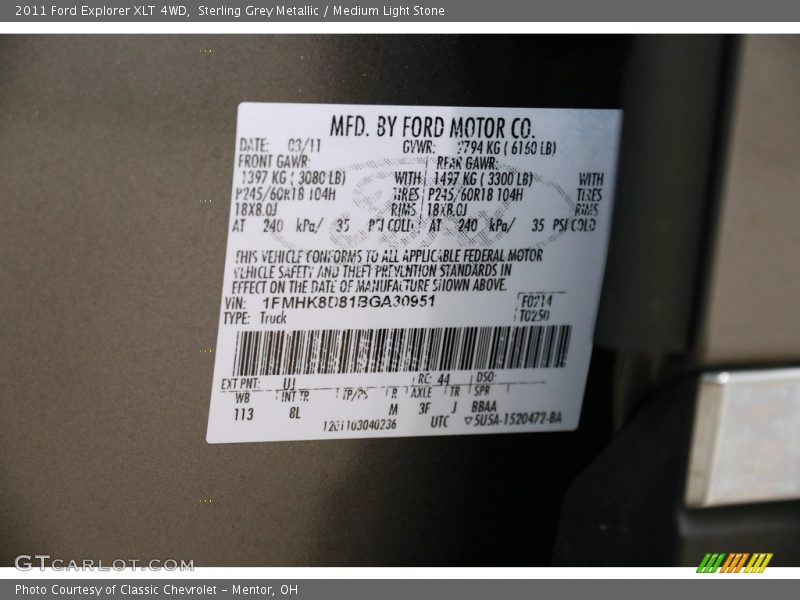 2011 Ford Explorer XLT 4WD, Sterling Grey Metallic / Medium Light Stone
MFD. BY FORD MOTOR CO.
DATE: 03/11 GVWR: 2794 KG ( 6160 LB)
FRONT GAWR: REAR GAWR:
1397 KG ( 3080 LB) WITH 1497 KG ( 3300 LB) WITH
P245/60R18 104H TIRES P245/60R18 104H TIRES
18X8.0J RIMS 18X8.0J RIMS
AT 240 kPa/ 35 PSI COLD AT 240 kPa/ 35 PSI COLD
THIS VEHICLE CONFORMS TO ALL APPLICABLE FEDERAL MOTOR
VEHICLE SAFETY AND THEFT PREVENTION STANDARDS IN
EFFECT ON THE DATE OF MANUFACTURE SHOWN ABOVE.
VIN: 1FMHK8D81BGA30951 F0214
TYPE: Truck T0250
EXT PNT: UJ RC: 44 DSO:
WB INT TR TP/PS R AXLE TR SPR
113 8L M 3F J BBAA
1201103040236 UTC ▽5U5A-1520472-BA
GTCARLOT.COM
Photo Courtesy of Classic Chevrolet - Mentor, OH